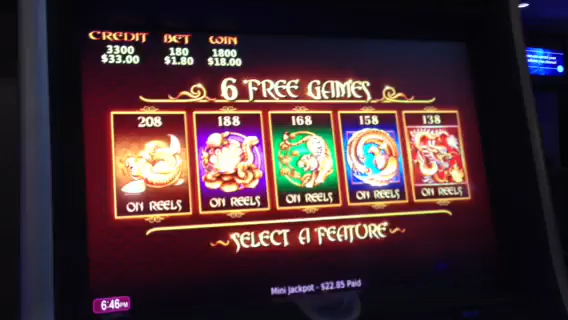 CREDIT BET WIN
3300 180 1800
$33.00 $1.80 $18.00
6 FREE GAMES
208 188 168 158 138
ON REELS ON REELS ON REELS ON REELS ON REELS
~SELECT A FEATURE~
Mini Jackpot - $22.85 Paid
6:46PM